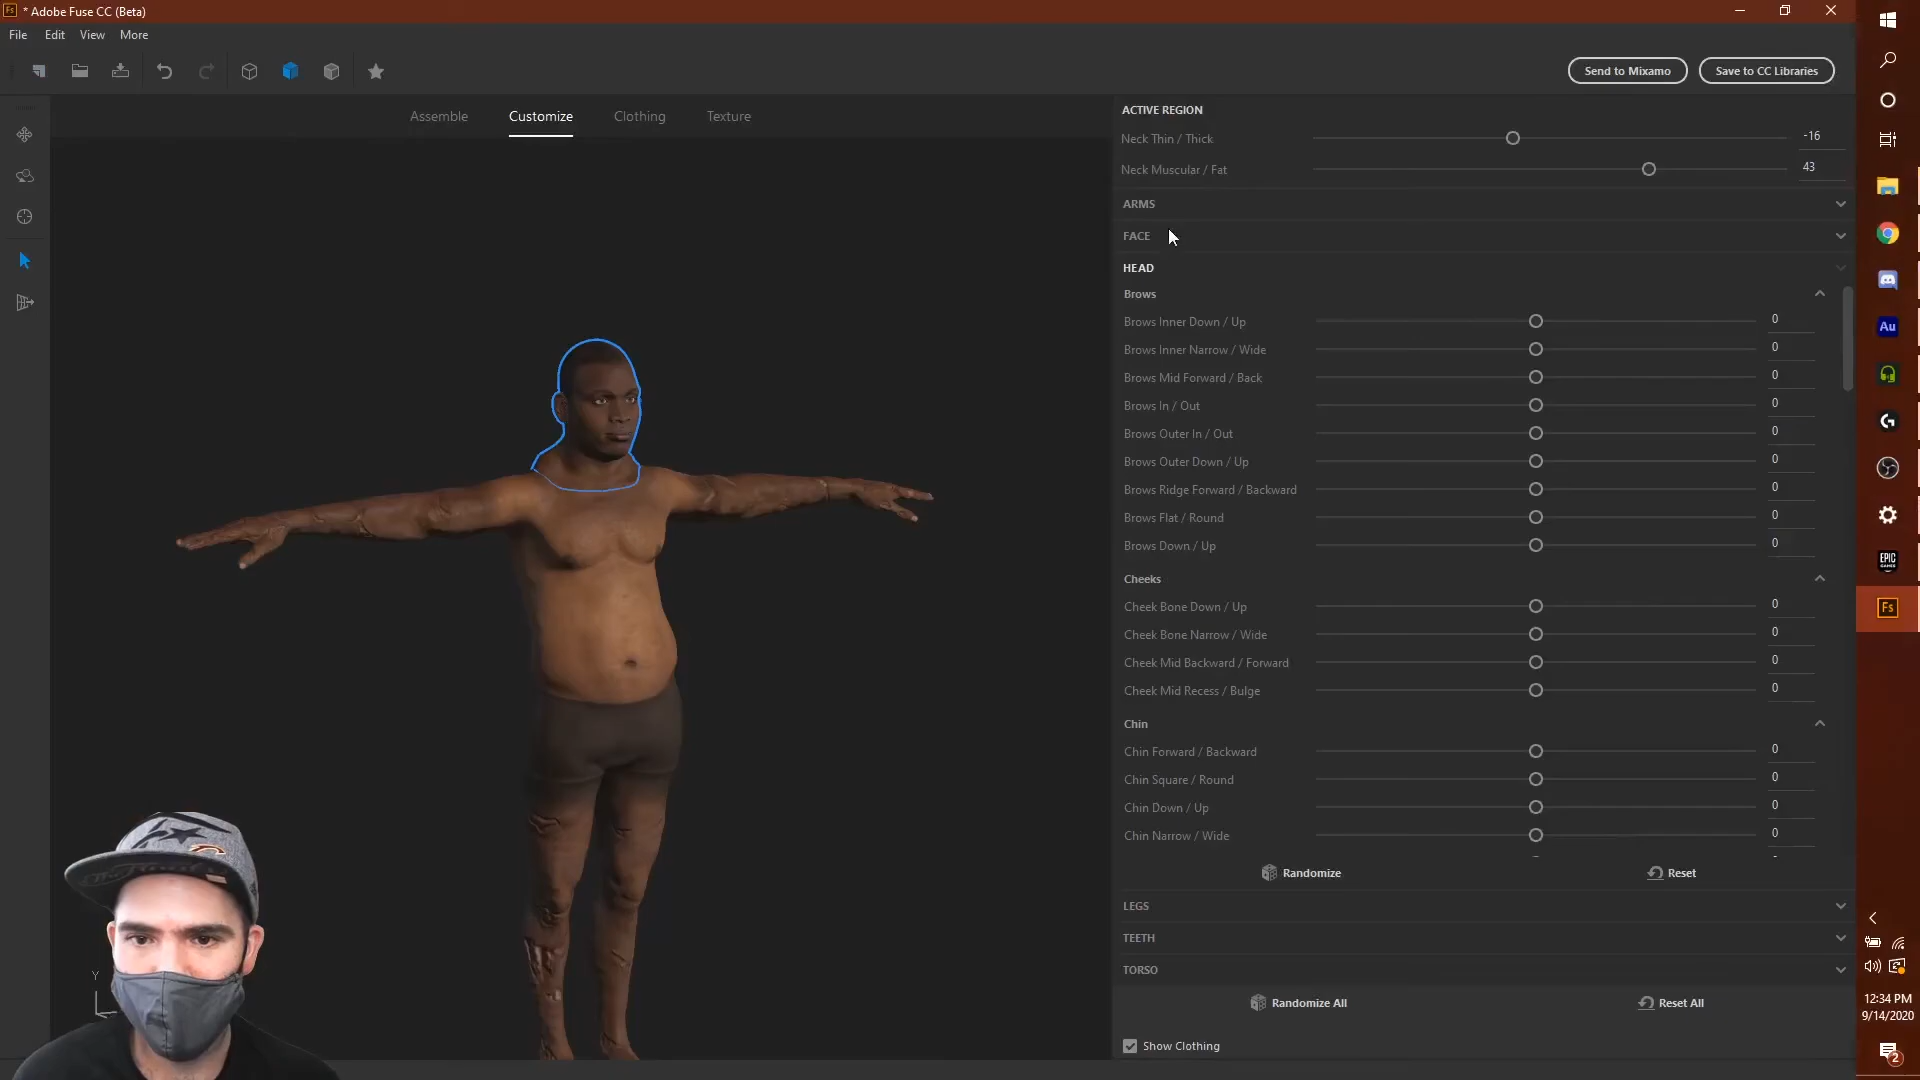 * Adobe Fuse CC (Beta)
File Edit View More
Send to Mixamo Save to CC Libraries
Assemble Customize Clothing Texture
ACTIVE REGION
Neck Thin / Thick -16
Neck Muscular / Fat 43
ARMS
FACE
HEAD
Brows
Brows Inner Down / Up 0
Brows Inner Narrow / Wide 0
Brows Mid Forward / Back 0
Brows In / Out 0
Brows Outer In / Out 0
Brows Outer Down / Up 0
Brows Ridge Forward / Backward 0
Brows Flat / Round 0
Brows Down / Up 0
Cheeks
Cheek Bone Down / Up 0
Cheek Bone Narrow / Wide 0
Cheek Mid Backward / Forward 0
Cheek Mid Recess / Bulge 0
Chin
Chin Forward / Backward 0
Chin Square / Round 0
Chin Down / Up 0
Chin Narrow / Wide 0
Randomize Reset
LEGS
TEETH
TORSO
Randomize All Reset All
Show Clothing
Y
Fs
Au
EPIC
GAMES
Fs
12:34 PM
9/14/2020
2